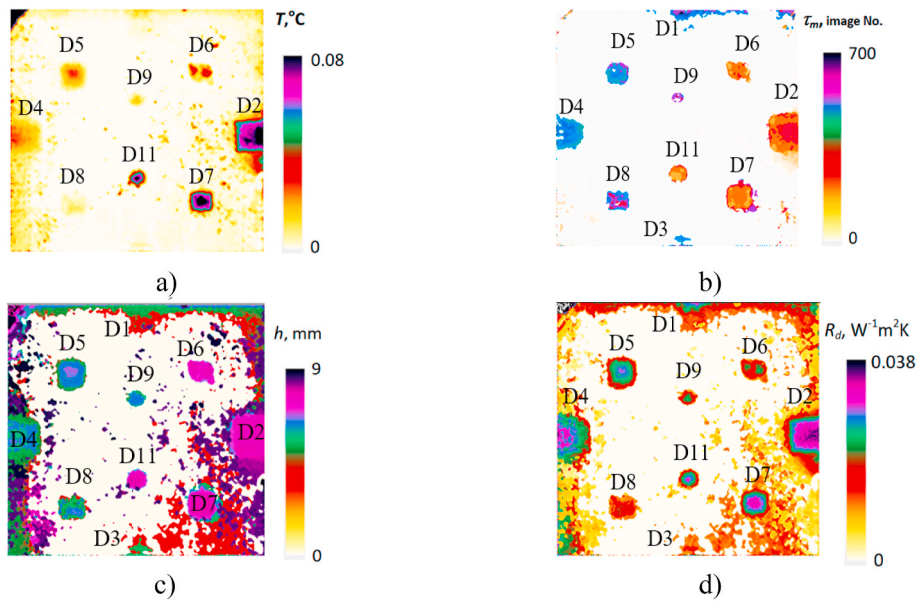 T,°C
0.08
0
D5
D6
D9
D4
D2
D11
D8
D7
a)
τm, image No.
700
0
D1
D5
D6
D9
D4
D2
D11
D8
D7
D3
b)
h, mm
9
0
D1
D5
D6
D9
D4
D2
D11
D8
D7
D3
c)
Rd, W⁻¹m²K
0.038
0
D1
D5
D6
D9
D4
D2
D11
D8
D7
D3
d)